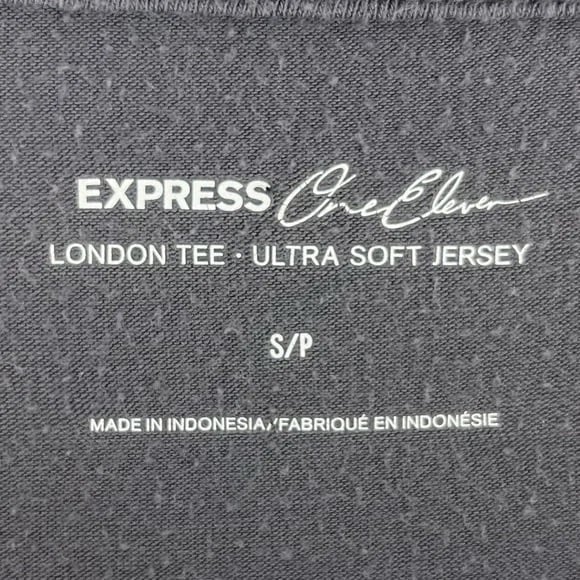 EXPRESS One Eleven
LONDON TEE · ULTRA SOFT JERSEY
S/P
MADE IN INDONESIA/FABRIQUÉ EN INDONÉSIE